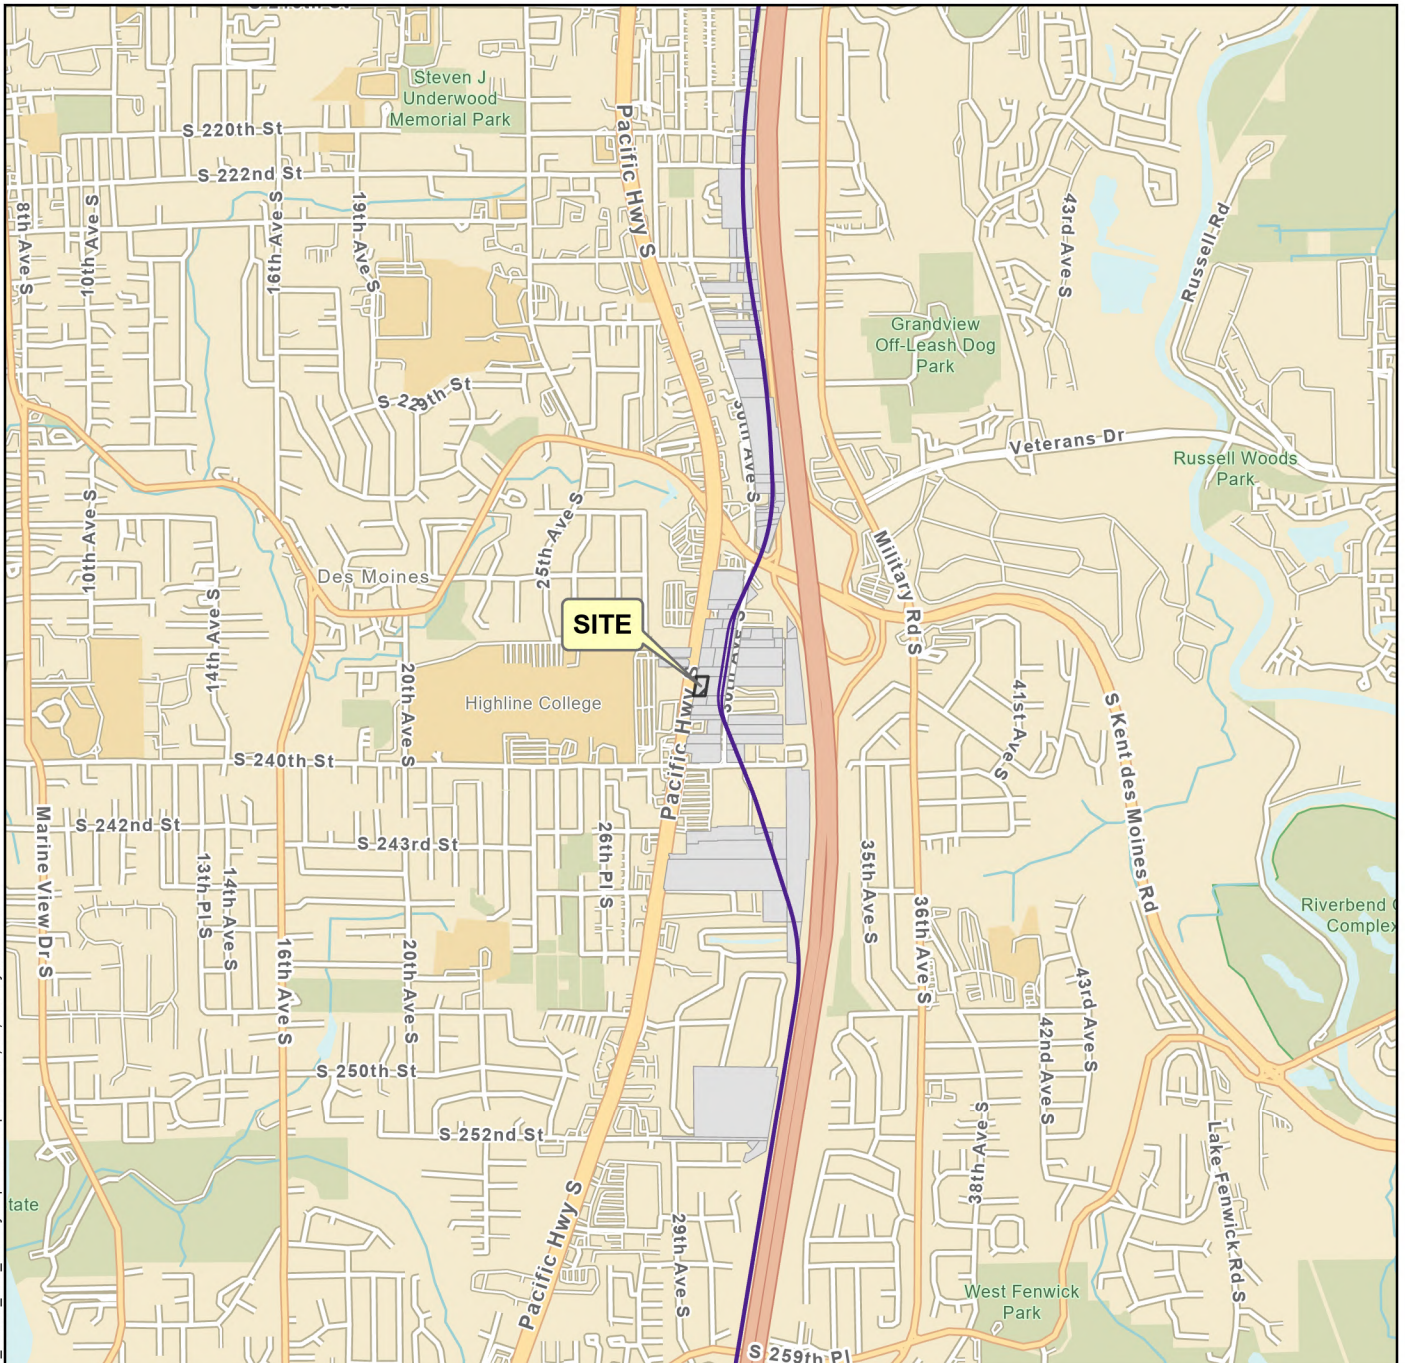 Steven J
Underwood
Memorial Park
S 220th St
S 222nd St
Pacific Hwy S
8th Ave S
10th Ave S
16th Ave S
19th Ave S
43rd Ave S
Russell Rd
Grandview
Off-Leash Dog
Park
S 229th St
30th Ave S
Veterans Dr
Russell Woods
Park
10th Ave S
25th Ave S
Military Rd S
Des Moines
14th Ave S
SITE
20th Ave S
Highline College
Pacific Hwy S
41st Ave S
S Kent des Moines Rd
S 240th St
Marine View Dr S
S 242nd St
S 243rd St
13th Pl S
14th Ave S
26th Pl S
35th Ave S
36th Ave S
Riverbend
Complex
16th Ave S
20th Ave S
43rd Ave S
42nd Ave S
S 250th St
S 252nd St
38th Ave S
Lake Fenwick Rd S
tate
Pacific Hwy S
29th Ave S
West Fenwick
Park
S 259th Pl